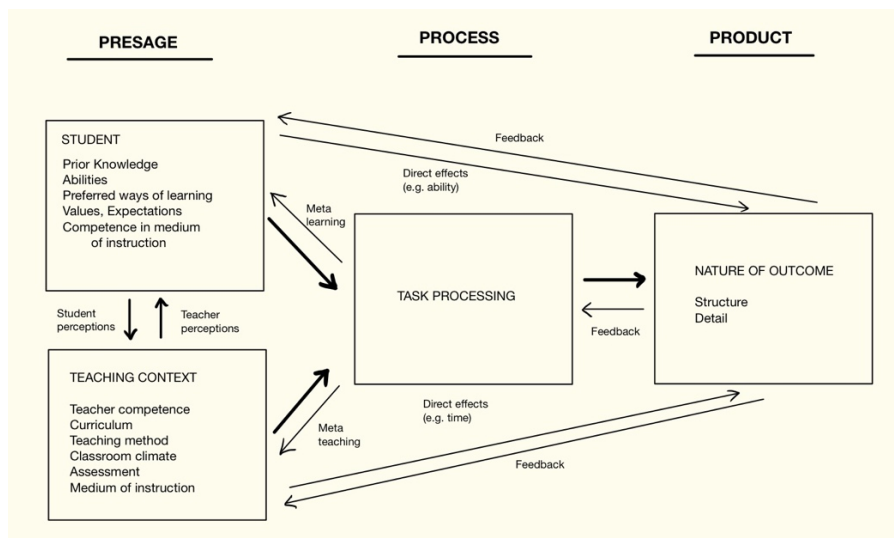 PRESAGE
PROCESS
PRODUCT
STUDENT
Prior Knowledge
Abilities
Preferred ways of learning
Values, Expectations
Competence in medium
of instruction
Feedback
Direct effects
(e.g. ability)
Meta
learning
TASK PROCESSING
NATURE OF OUTCOME
Structure
Detail
Feedback
Student
perceptions
Teacher
perceptions
TEACHING CONTEXT
Teacher competence
Curriculum
Teaching method
Classroom climate
Assessment
Medium of instruction
Meta
teaching
Direct effects
(e.g. time)
Feedback